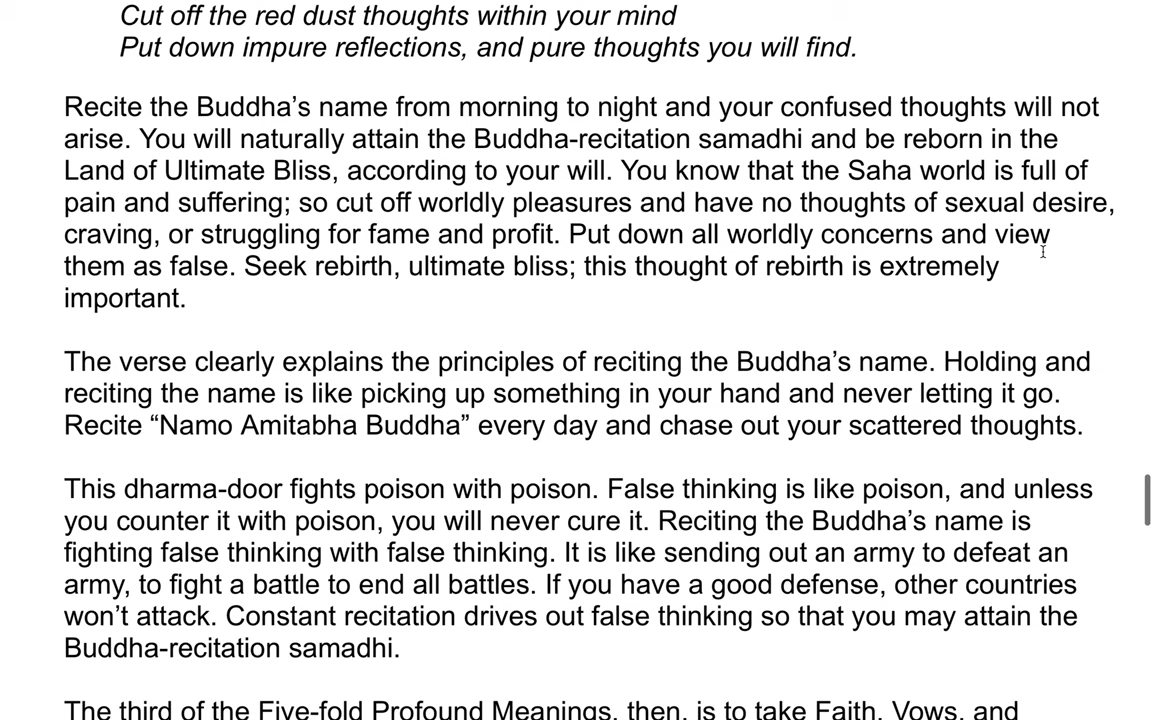 Cut off the red dust thoughts within your mind
Put down impure reflections, and pure thoughts you will find.
Recite the Buddha’s name from morning to night and your confused thoughts will not
arise. You will naturally attain the Buddha-recitation samadhi and be reborn in the
Land of Ultimate Bliss, according to your will. You know that the Saha world is full of
pain and suffering; so cut off worldly pleasures and have no thoughts of sexual desire,
craving, or struggling for fame and profit. Put down all worldly concerns and view
them as false. Seek rebirth, ultimate bliss; this thought of rebirth is extremely
important.
The verse clearly explains the principles of reciting the Buddha’s name. Holding and
reciting the name is like picking up something in your hand and never letting it go.
Recite “Namo Amitabha Buddha” every day and chase out your scattered thoughts.
This dharma-door fights poison with poison. False thinking is like poison, and unless
you counter it with poison, you will never cure it. Reciting the Buddha’s name is
fighting false thinking with false thinking. It is like sending out an army to defeat an
army, to fight a battle to end all battles. If you have a good defense, other countries
won’t attack. Constant recitation drives out false thinking so that you may attain the
Buddha-recitation samadhi.
The third of the Five-fold Profound Meanings, then, is to take Faith, Vows, and